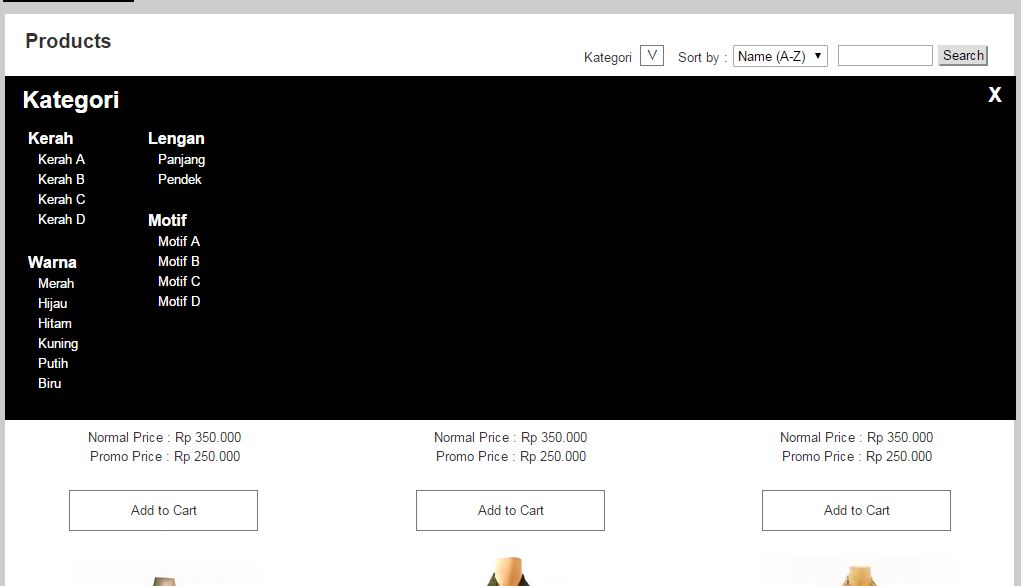 Products
Kategori V Sort by : Name (A-Z) ▼ Search
Kategori X
Kerah
Kerah A
Kerah B
Kerah C
Kerah D
Warna
Merah
Hijau
Hitam
Kuning
Putih
Biru
Lengan
Panjang
Pendek
Motif
Motif A
Motif B
Motif C
Motif D
Normal Price : Rp 350.000
Promo Price : Rp 250.000
Add to Cart
Normal Price : Rp 350.000
Promo Price : Rp 250.000
Add to Cart
Normal Price : Rp 350.000
Promo Price : Rp 250.000
Add to Cart